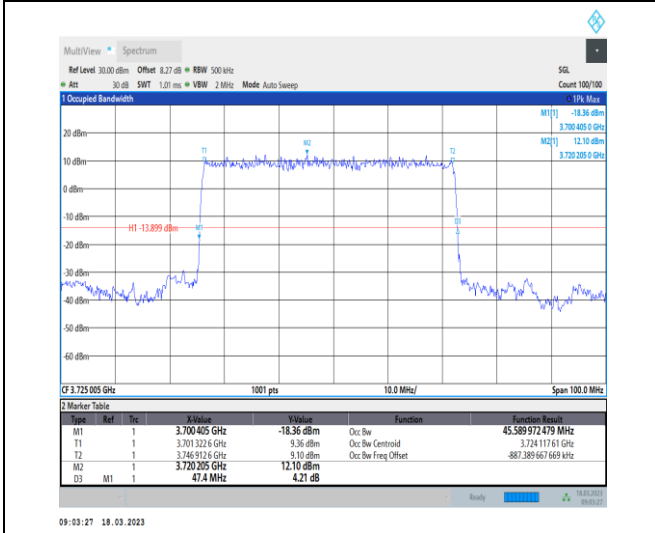 MultiView Spectrum
Ref Level 30.00 dBm Offset 8.27 dB RBW 500 kHz SGL
Att 30 dB SWT 1.01 ms VBW 2 MHz Mode Auto Sweep Count 100/100
1 Occupied Bandwidth 1Pk Max
M1[1] -18.36 dBm
3.700 405 0 GHz
M2[1] 12.10 dBm
3.720 205 0 GHz
20 dBm
T1 M2 T2
10 dBm
0 dBm
-10 dBm
D3
H1 -13.899 dBm M1
-20 dBm
-30 dBm
-40 dBm
-50 dBm
-60 dBm
CF 3.725 005 GHz 1001 pts 10.0 MHz/ Span 100.0 MHz
2 Marker Table
Type Ref Trc X-Value Y-Value Function Function Result
M1 1 3.700 405 GHz -18.36 dBm Occ Bw 45.589 972 479 MHz
T1 1 3.701 322 6 GHz 9.36 dBm Occ Bw Centroid 3.724 117 61 GHz
T2 1 3.746 912 6 GHz 9.10 dBm Occ Bw Freq Offset -887.389 667 669 kHz
M2 1 3.720 205 GHz 12.10 dBm
D3 M1 1 47.4 MHz 4.21 dB
Ready 18.03.2023
09:03:27
09:03:27 18.03.2023